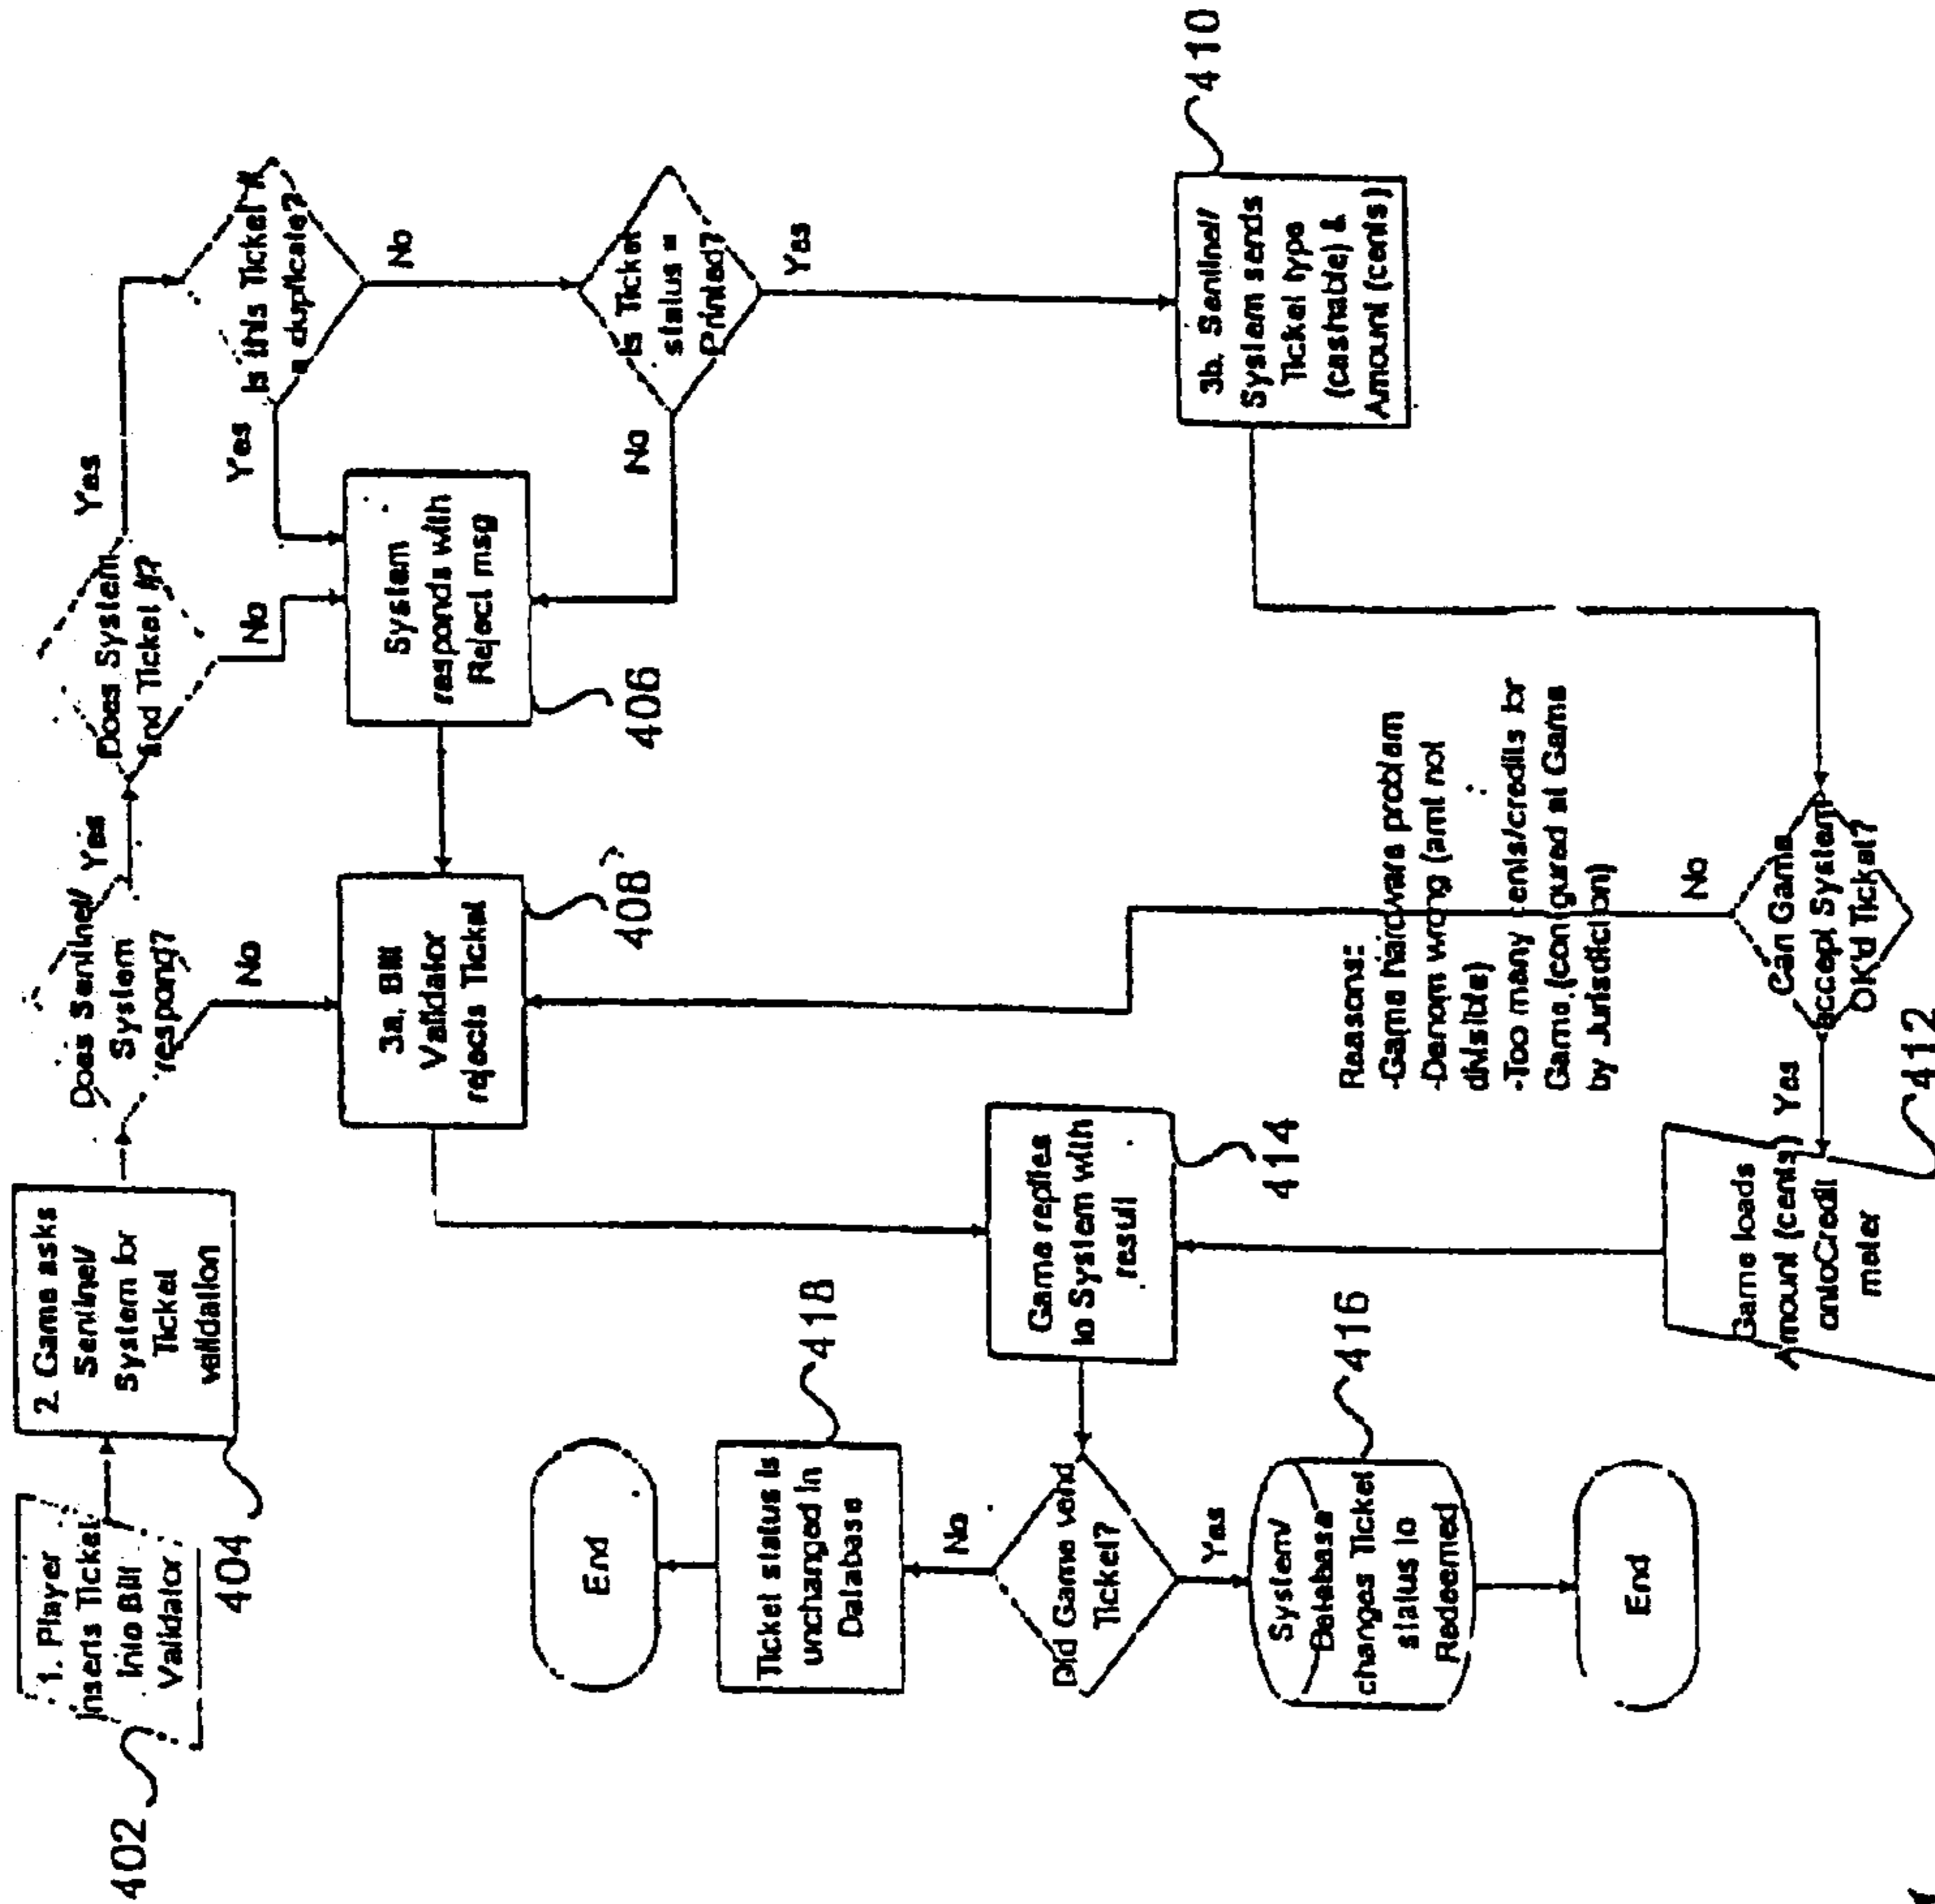 402
1. Player
Inserts Ticket
into Bill
Validator
404
2. Game asks
Sentinel/
System for
Ticket
validation
Does Sentinel/
System
respond?
Yes
No
Does System
find Ticket #?
Yes
No
Is this Ticket #
a duplicate?
Yes
No
Is Ticket
status =
Printed?
No
Yes
System
responds with
Reject msg
406
3a. Bill
Validator
rejects Ticket
408
3b. Sentinel/
System sends
Ticket type
(cashable) &
Amount (cents)
410
Can Game
accept System
OK'd Ticket?
No
Yes
Reasons:
-Game hardware problem
-Denom wrong (amt not
divisible)
-Too many cents/credits for
Game (configured at Game
by Jurisdiction)
Game loads
Amount (cents)
onto Credit
meter
412
Game replies
to System with
result
414
Did Game vend
Ticket?
No
Yes
Ticket status is
unchanged in
Database
418
End
System/
Database
changes Ticket
status to
Redeemed
416
End